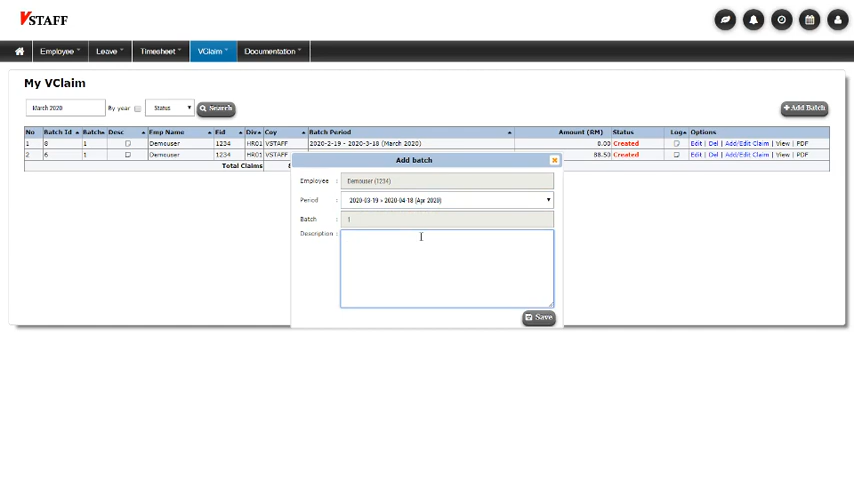 VSTAFF
Employee Leave Timesheet VClaim Documentation
My VClaim
March 2020 By year Status Search + Add Batch
No Batch Id Batch Desc Emp Name Eid Div Coy Batch Period Amount (RM) Status Log Options
1 8 1 Demouser 1234 HR01 VSTAFF 2020-2-19 - 2020-3-18 (March 2020) 0.00 Created Edit | Del | Add/Edit Claim | View | PDF
2 6 1 Demouser 1234 HR01 VSTAFF 88.50 Created Edit | Del | Add/Edit Claim | View | PDF
Total Claims
Add batch
Employee : Demouser (1234)
Period : 2020-03-19 > 2020-04-18 (Apr 2020)
Batch : 1
Description :
Save